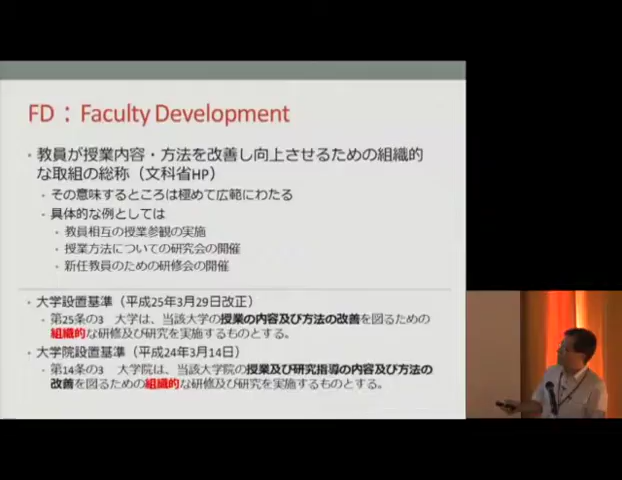 FD：Faculty Development
・教員が授業内容・方法を改善し向上させるための組織的
な取組の総称（文科省HP）
・その意味するところは極めて広範にわたる
・具体的な例としては
・教員相互の授業参観の実施
・授業方法についての研究会の開催
・新任教員のための研修会の開催
・大学設置基準（平成25年3月29日改正）
・第25条の3　大学は、当該大学の授業の内容及び方法の改善を図るための
組織的な研修及び研究を実施するものとする。
・大学院設置基準（平成24年3月14日）
・第14条の3　大学院は、当該大学院の授業及び研究指導の内容及び方法の
改善を図るための組織的な研修及び研究を実施するものとする。